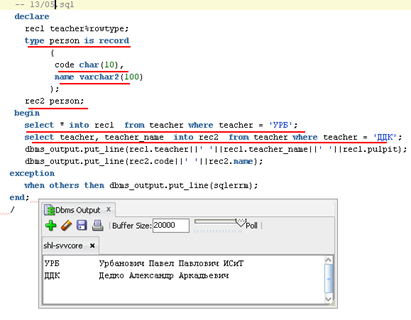 -- 13/05.sql
declare
rec1 teacher%rowtype;
type person is record
(
code char(10),
name varchar2(100)
);
rec2 person;
begin
select * into rec1 from teacher where teacher = 'УРБ';
select teacher, teacher_name into rec2 from teacher where teacher = 'ДДК';
dbms_output.put_line(rec1.teacher||' '||rec1.teacher_name||' '||rec1.pulpit);
dbms_output.put_line(rec2.code||' '||rec2.name);
exception
when others then dbms_output.put_line(sqlerrm);
end;
/
Dbms Output x
Buffer Size: 20000 Poll
shl-svvcore x
УРБ Урбанович Павел Павлович ИСиТ
ДДК Дедко Александр Аркадьевич